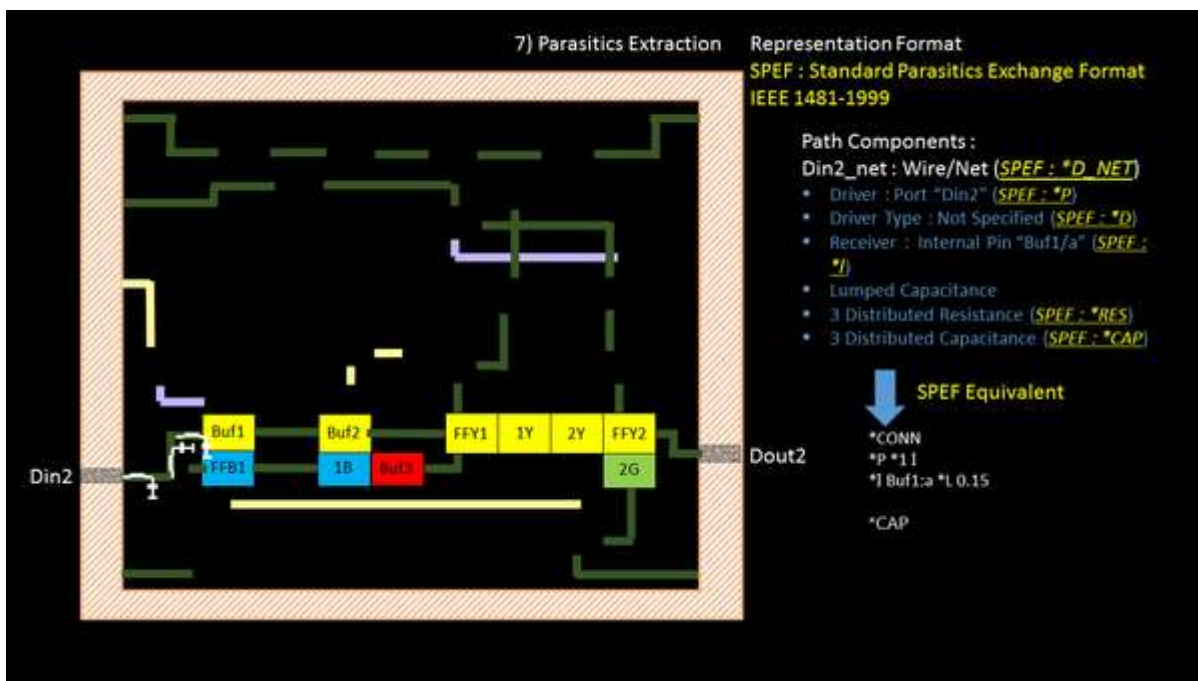 7) Parasitics Extraction
Representation Format
SPEF : Standard Parasitics Exchange Format
IEEE 1481-1999
Path Components :
Din2_net : Wire/Net (SPEF : *D_NET)
• Driver : Port "Din2" (SPEF : *P)
• Driver Type : Not Specified (SPEF : *D)
• Receiver : Internal Pin "Buf1/a" (SPEF :
*I)
• Lumped Capacitance
• 3 Distributed Resistance (SPEF : *RES)
• 3 Distributed Capacitance (SPEF : *CAP)
SPEF Equivalent
*CONN
*P *1 I
*I Buf1:a *L 0.15
*CAP
Buf1
Buf2
FFY1
1Y
2Y
FFY2
FFB1
1B
Buf3
2G
Din2
Dout2